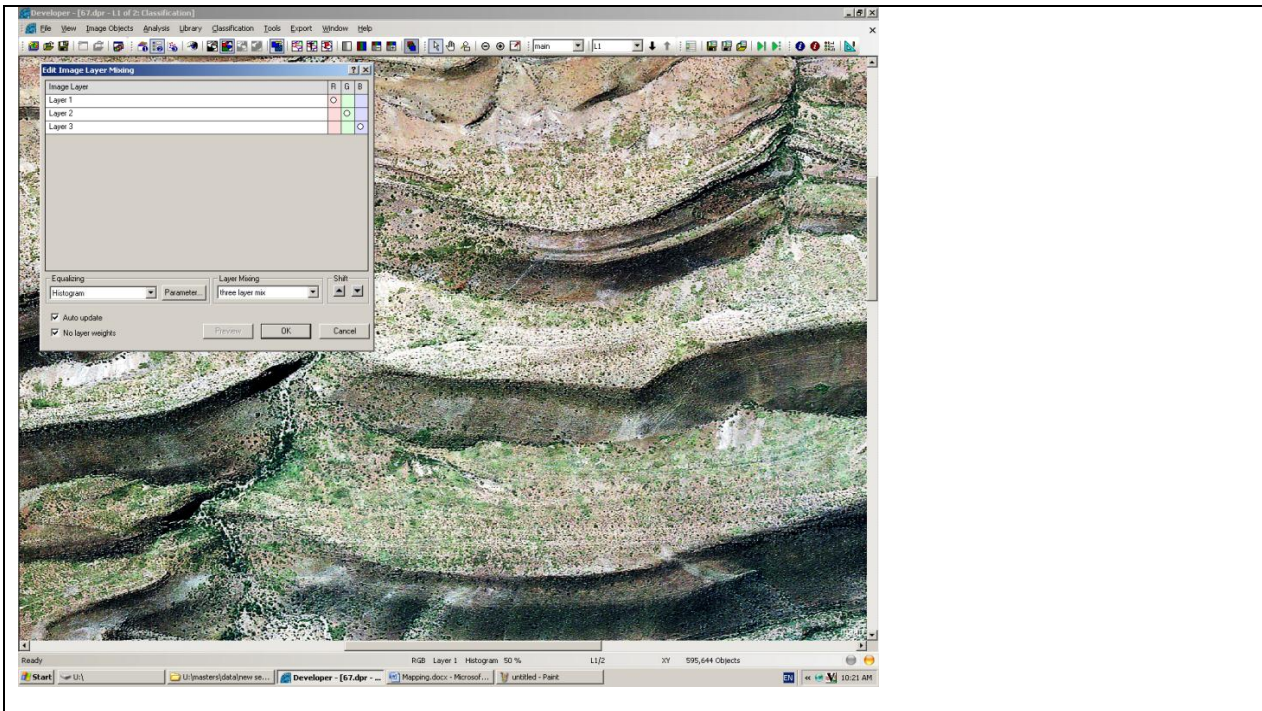 Developer - [67.dpr - L1 of 2: Classification]
File View Image Objects Analysis Library Classification Tools Export Window Help
main L1
Edit Image Layer Mixing
Image Layer R G B
Layer 1
Layer 2
Layer 3
Equalizing Layer Mixing Shift
Histogram Parameter... three layer mix
Auto update
No layer weights Preview OK Cancel
Ready RGB Layer 1 Histogram 50 % L1/2 XY 595,644 Objects
Start U:\ U:\masters\data\new se... Developer - [67.dpr - ... Mapping.docx - Microsof... untitled - Paint EN 10:21 AM